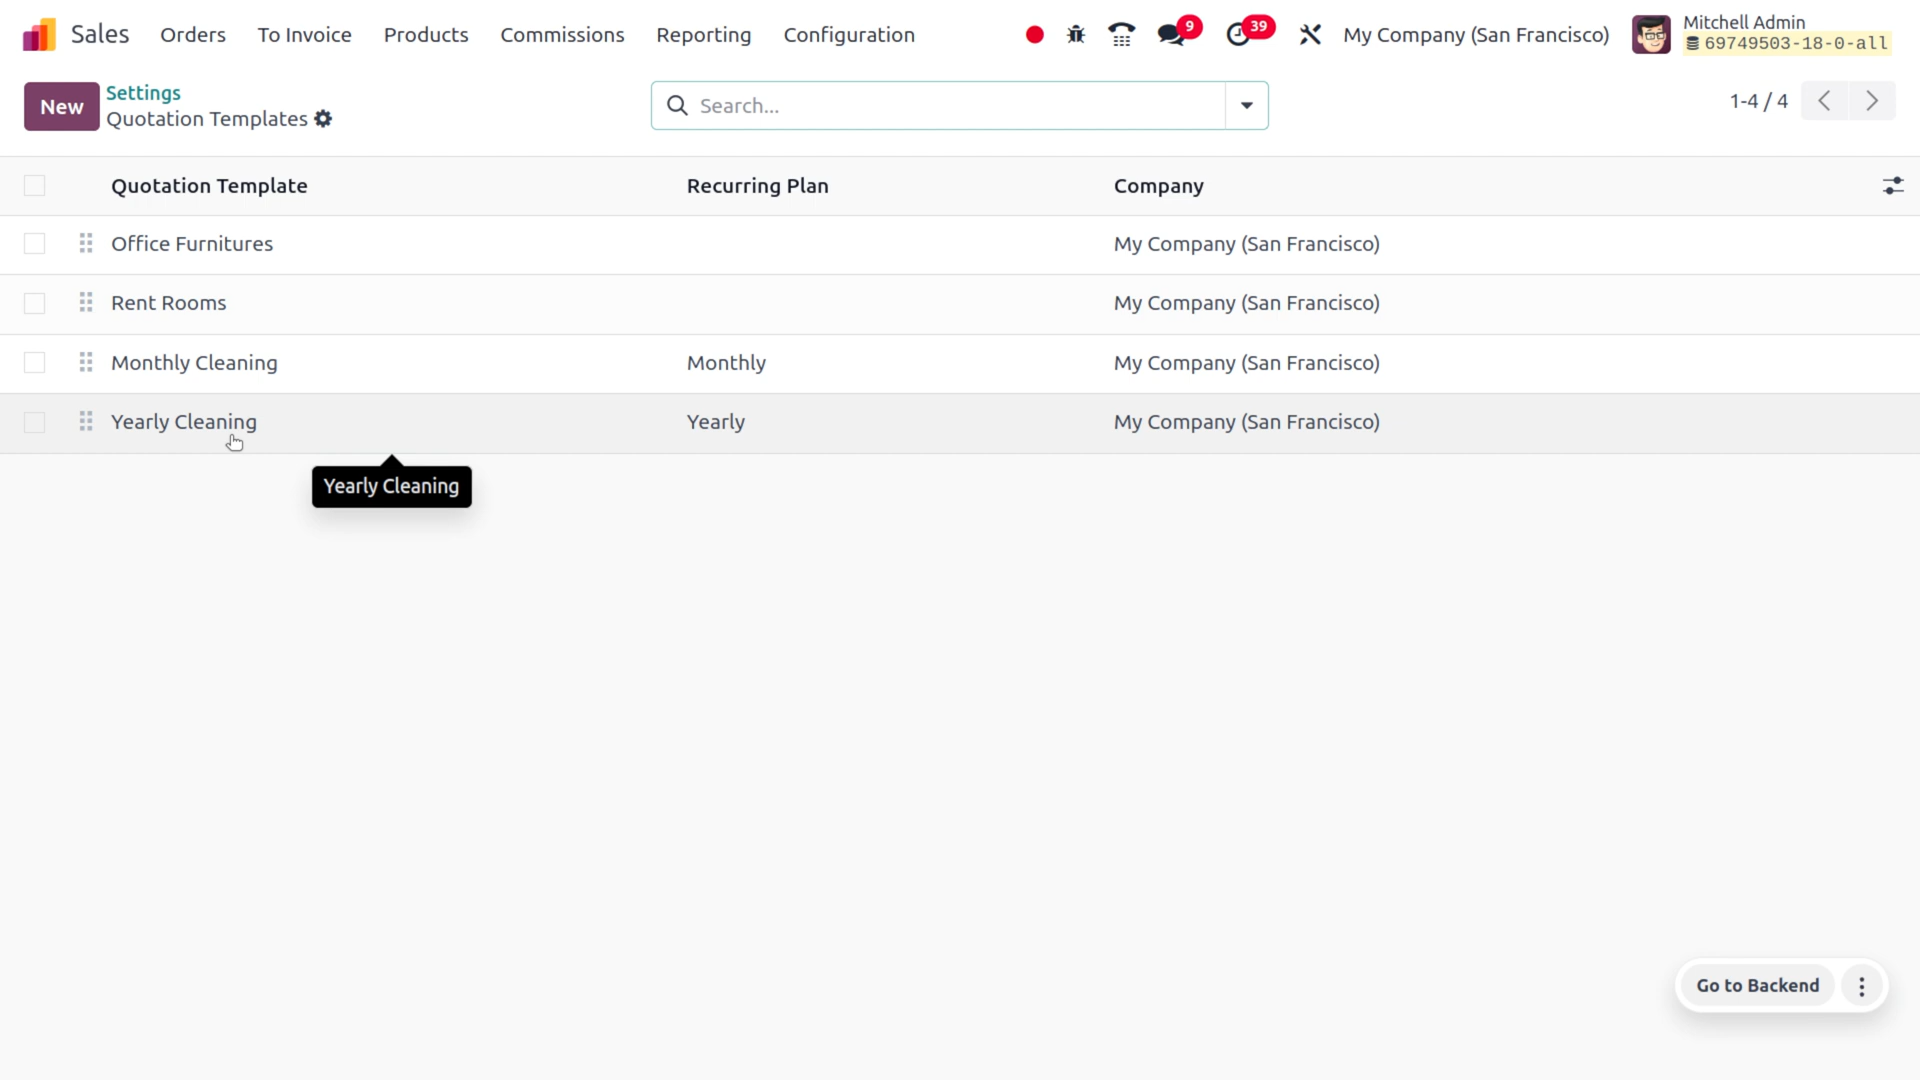 Sales Orders To Invoice Products Commissions Reporting Configuration 9 39 My Company (San Francisco) Mitchell Admin
69749503-18-0-all
New Settings
Quotation Templates
Search...
1-4 / 4
Quotation Template Recurring Plan Company
Office Furnitures My Company (San Francisco)
Rent Rooms My Company (San Francisco)
Monthly Cleaning Monthly My Company (San Francisco)
Yearly Cleaning Yearly My Company (San Francisco)
Yearly Cleaning
Go to Backend